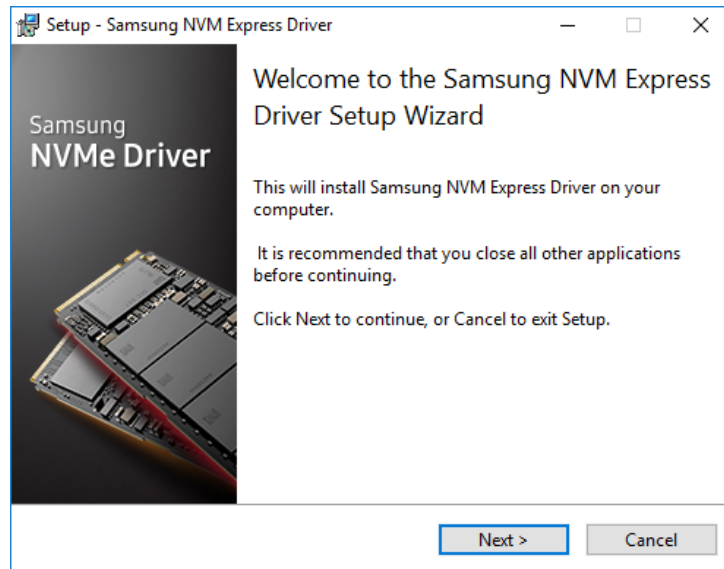 Setup - Samsung NVM Express Driver
Samsung
NVMe Driver
Welcome to the Samsung NVM Express
Driver Setup Wizard
This will install Samsung NVM Express Driver on your
computer.
It is recommended that you close all other applications
before continuing.
Click Next to continue, or Cancel to exit Setup.
Next >
Cancel